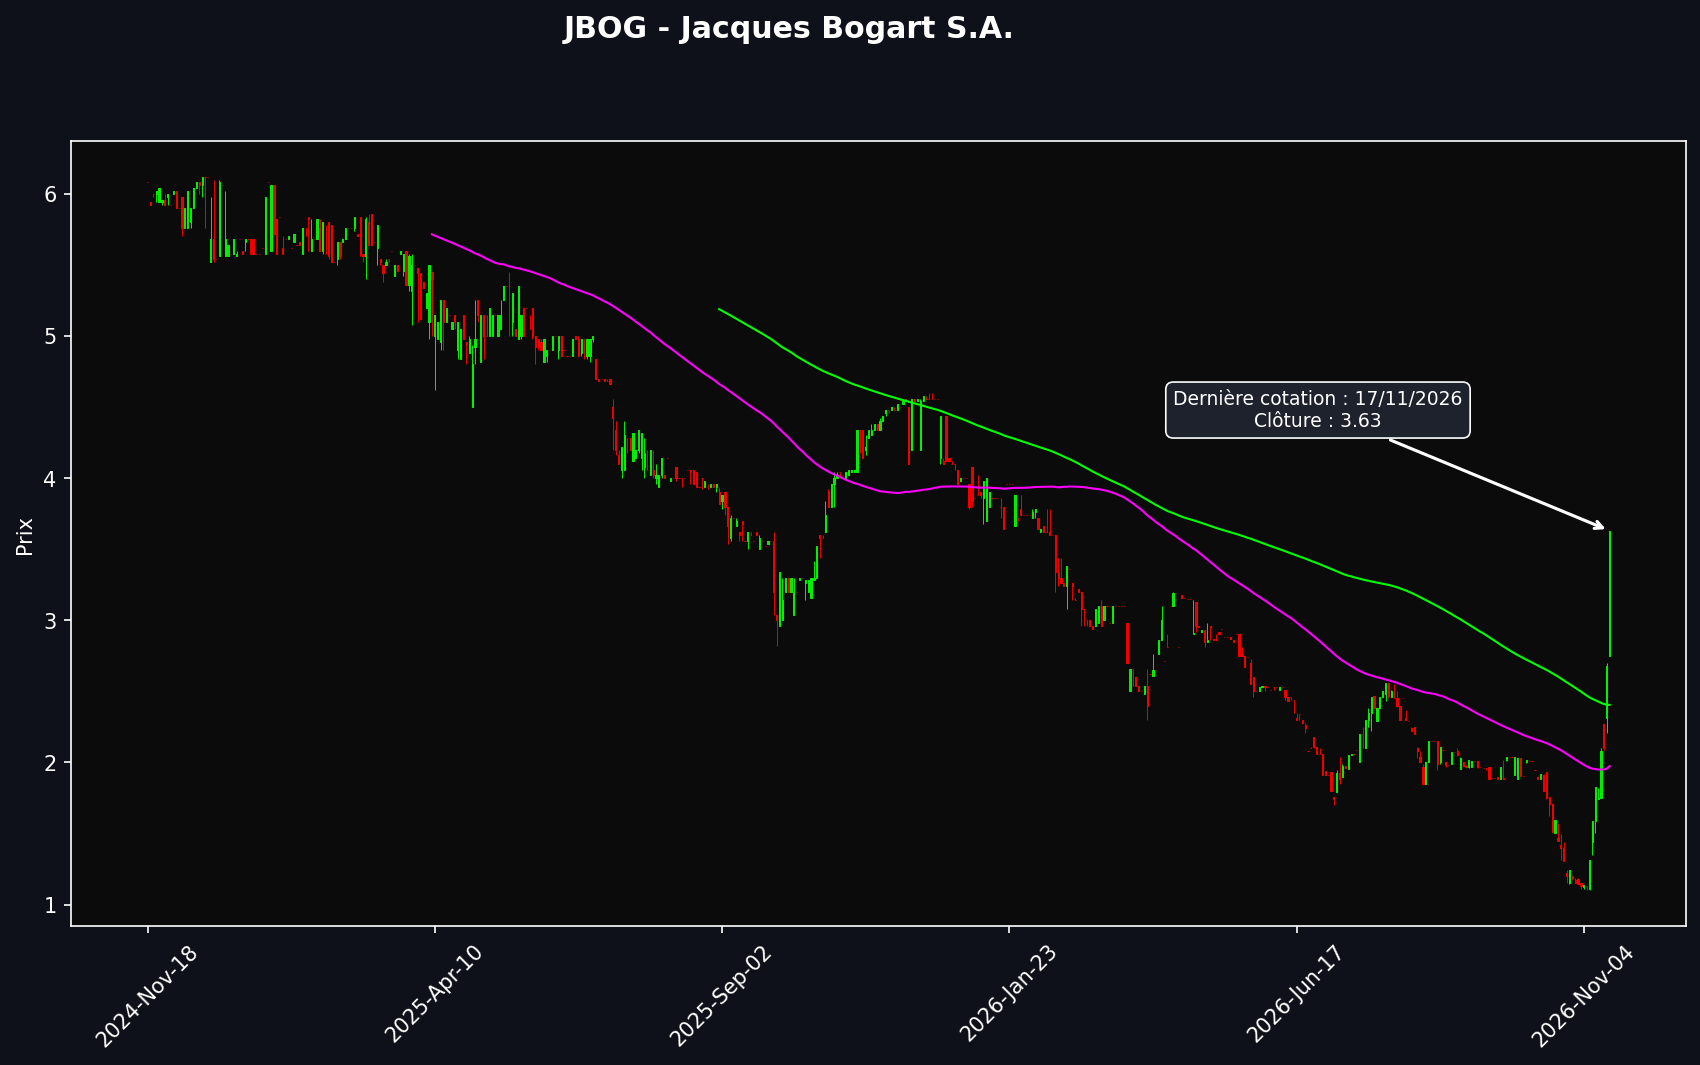 JBOG - Jacques Bogart S.A.
Prix
6
5
4
3
2
1
Dernière cotation : 17/11/2026
Clôture : 3.63
2024-Nov-18
2025-Apr-10
2025-Sep-02
2026-Jan-23
2026-Jun-17
2026-Nov-04